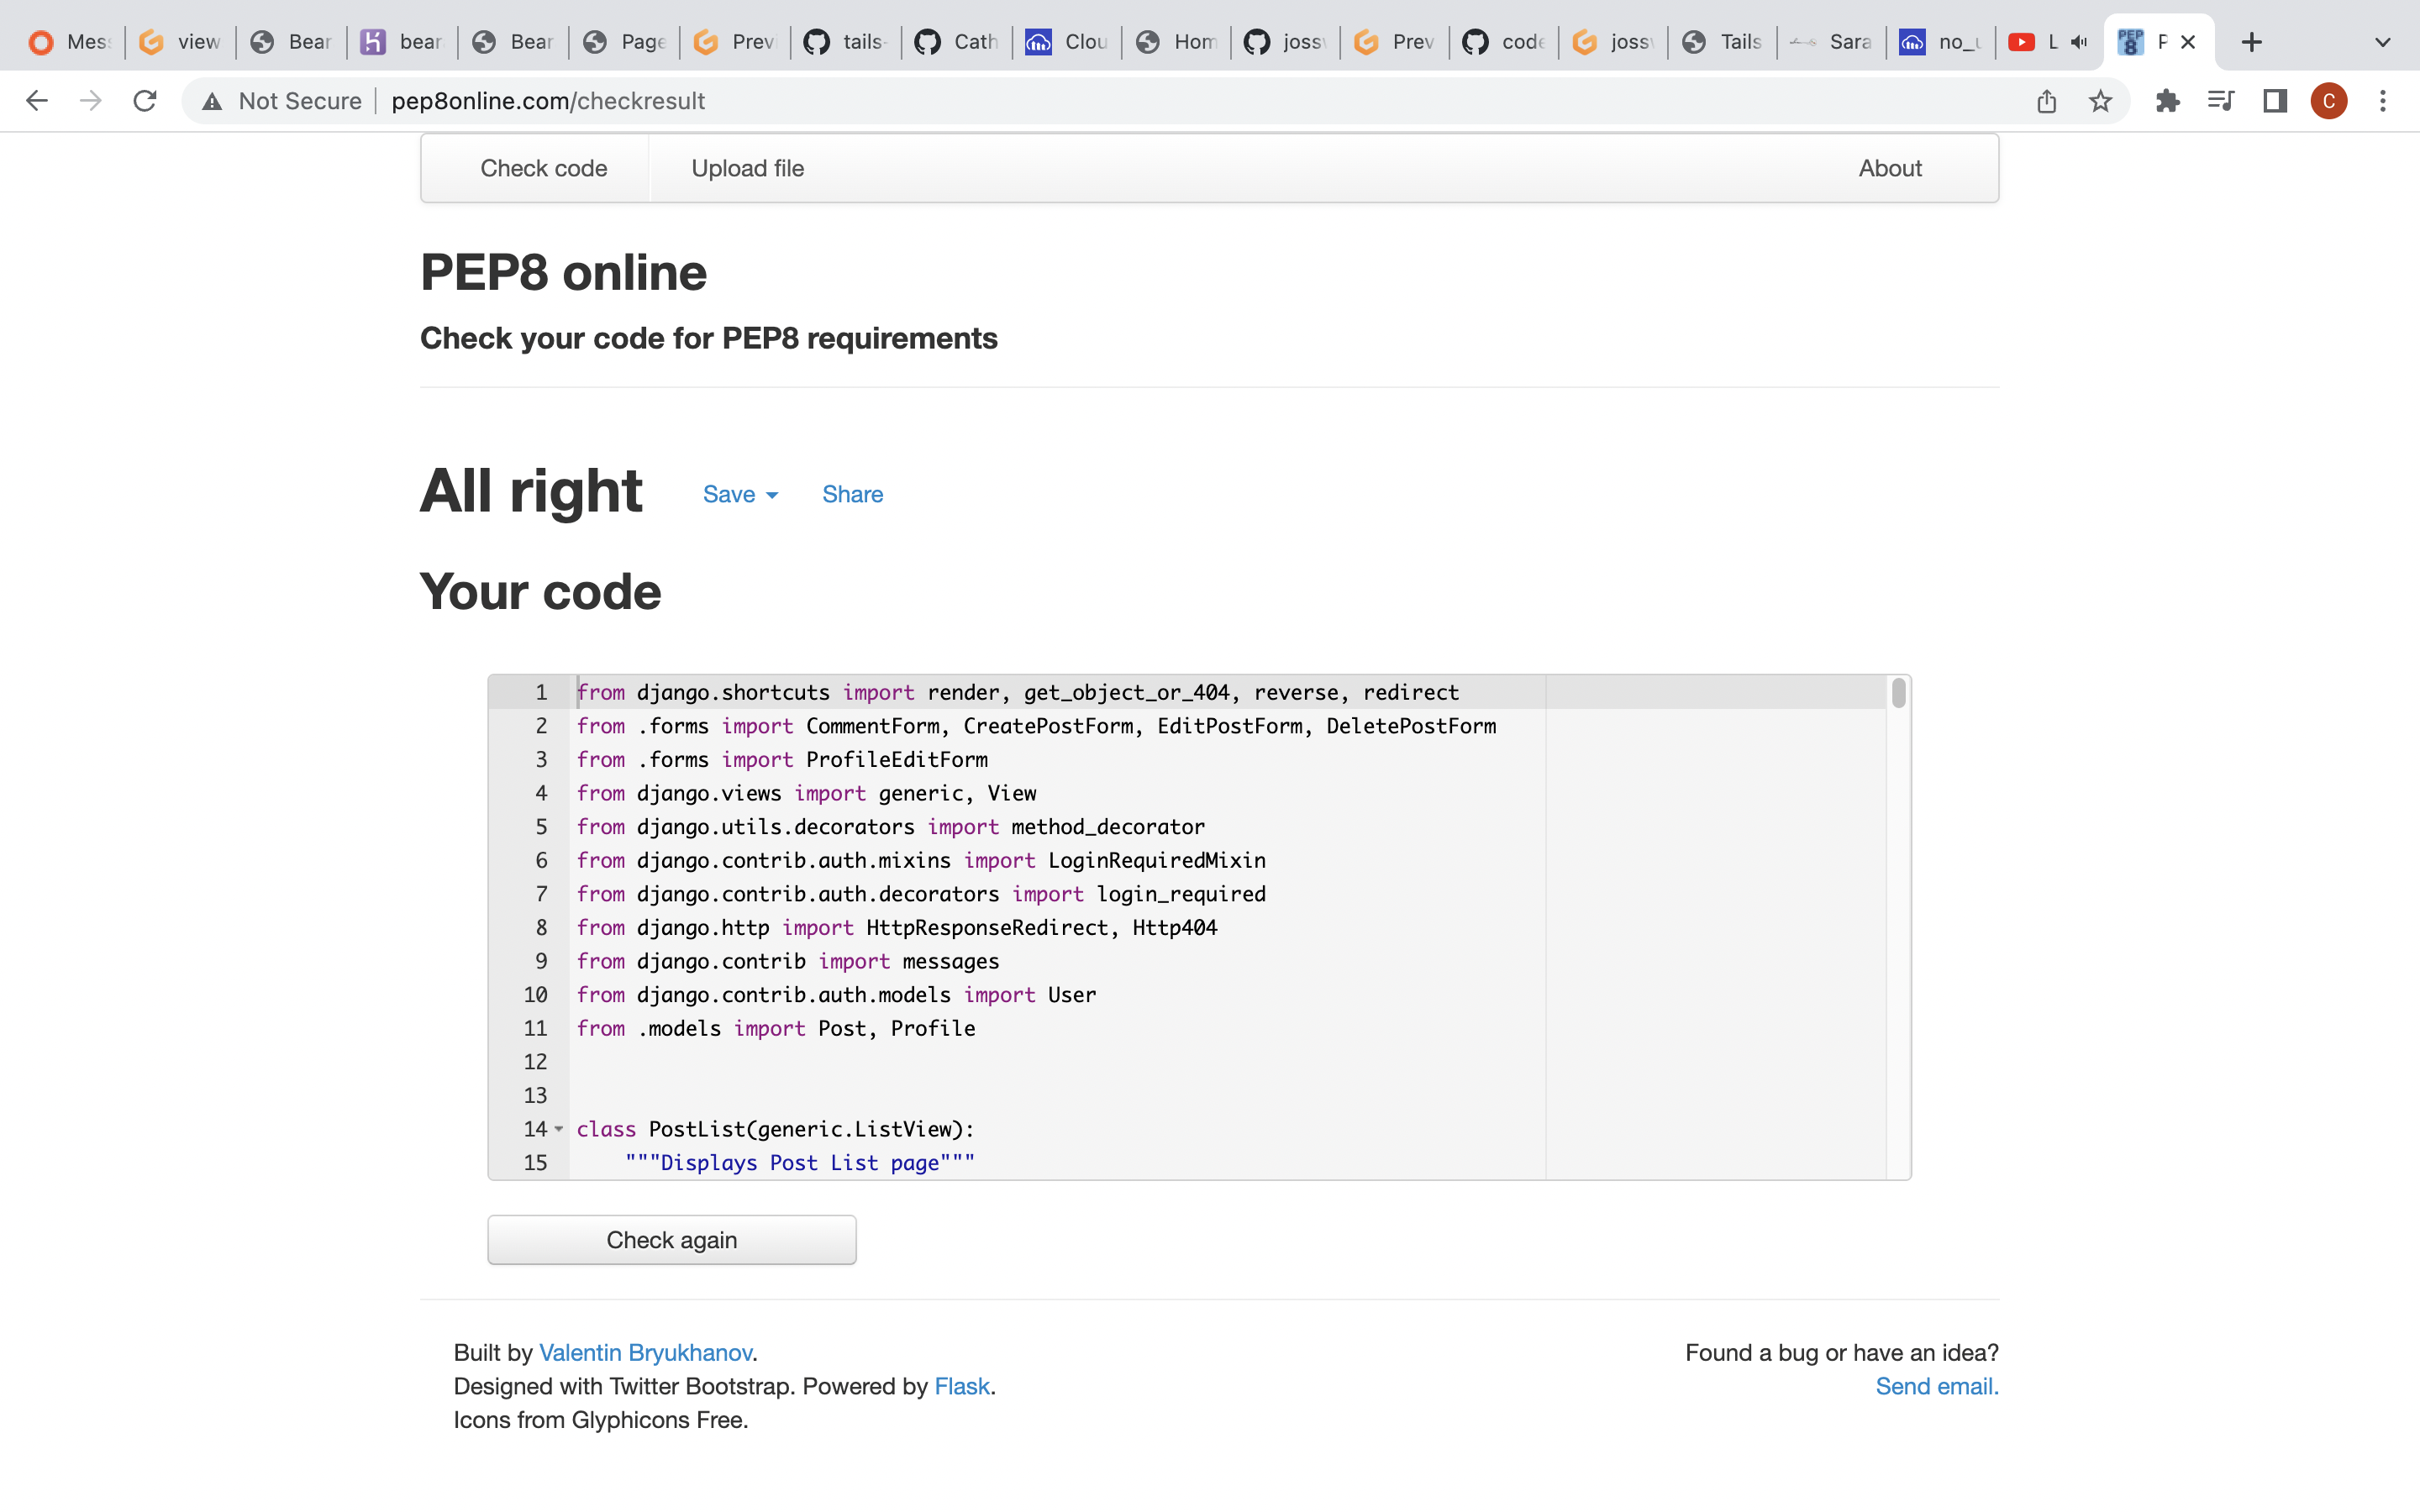 Mes view Bear bear Bear Page Previ tails- Cath Clou Hom joss Prev code joss Tails Sara no_u L PEP 8 P
Not Secure pep8online.com/checkresult C
Check code Upload file About
PEP8 online
Check your code for PEP8 requirements
All right Save Share
Your code
1 from django.shortcuts import render, get_object_or_404, reverse, redirect
2 from .forms import CommentForm, CreatePostForm, EditPostForm, DeletePostForm
3 from .forms import ProfileEditForm
4 from django.views import generic, View
5 from django.utils.decorators import method_decorator
6 from django.contrib.auth.mixins import LoginRequiredMixin
7 from django.contrib.auth.decorators import login_required
8 from django.http import HttpResponseRedirect, Http404
9 from django.contrib import messages
10 from django.contrib.auth.models import User
11 from .models import Post, Profile
12
13
14 class PostList(generic.ListView):
15 """Displays Post List page"""
Check again
Built by Valentin Bryukhanov. Found a bug or have an idea?
Designed with Twitter Bootstrap. Powered by Flask. Send email.
Icons from Glyphicons Free.